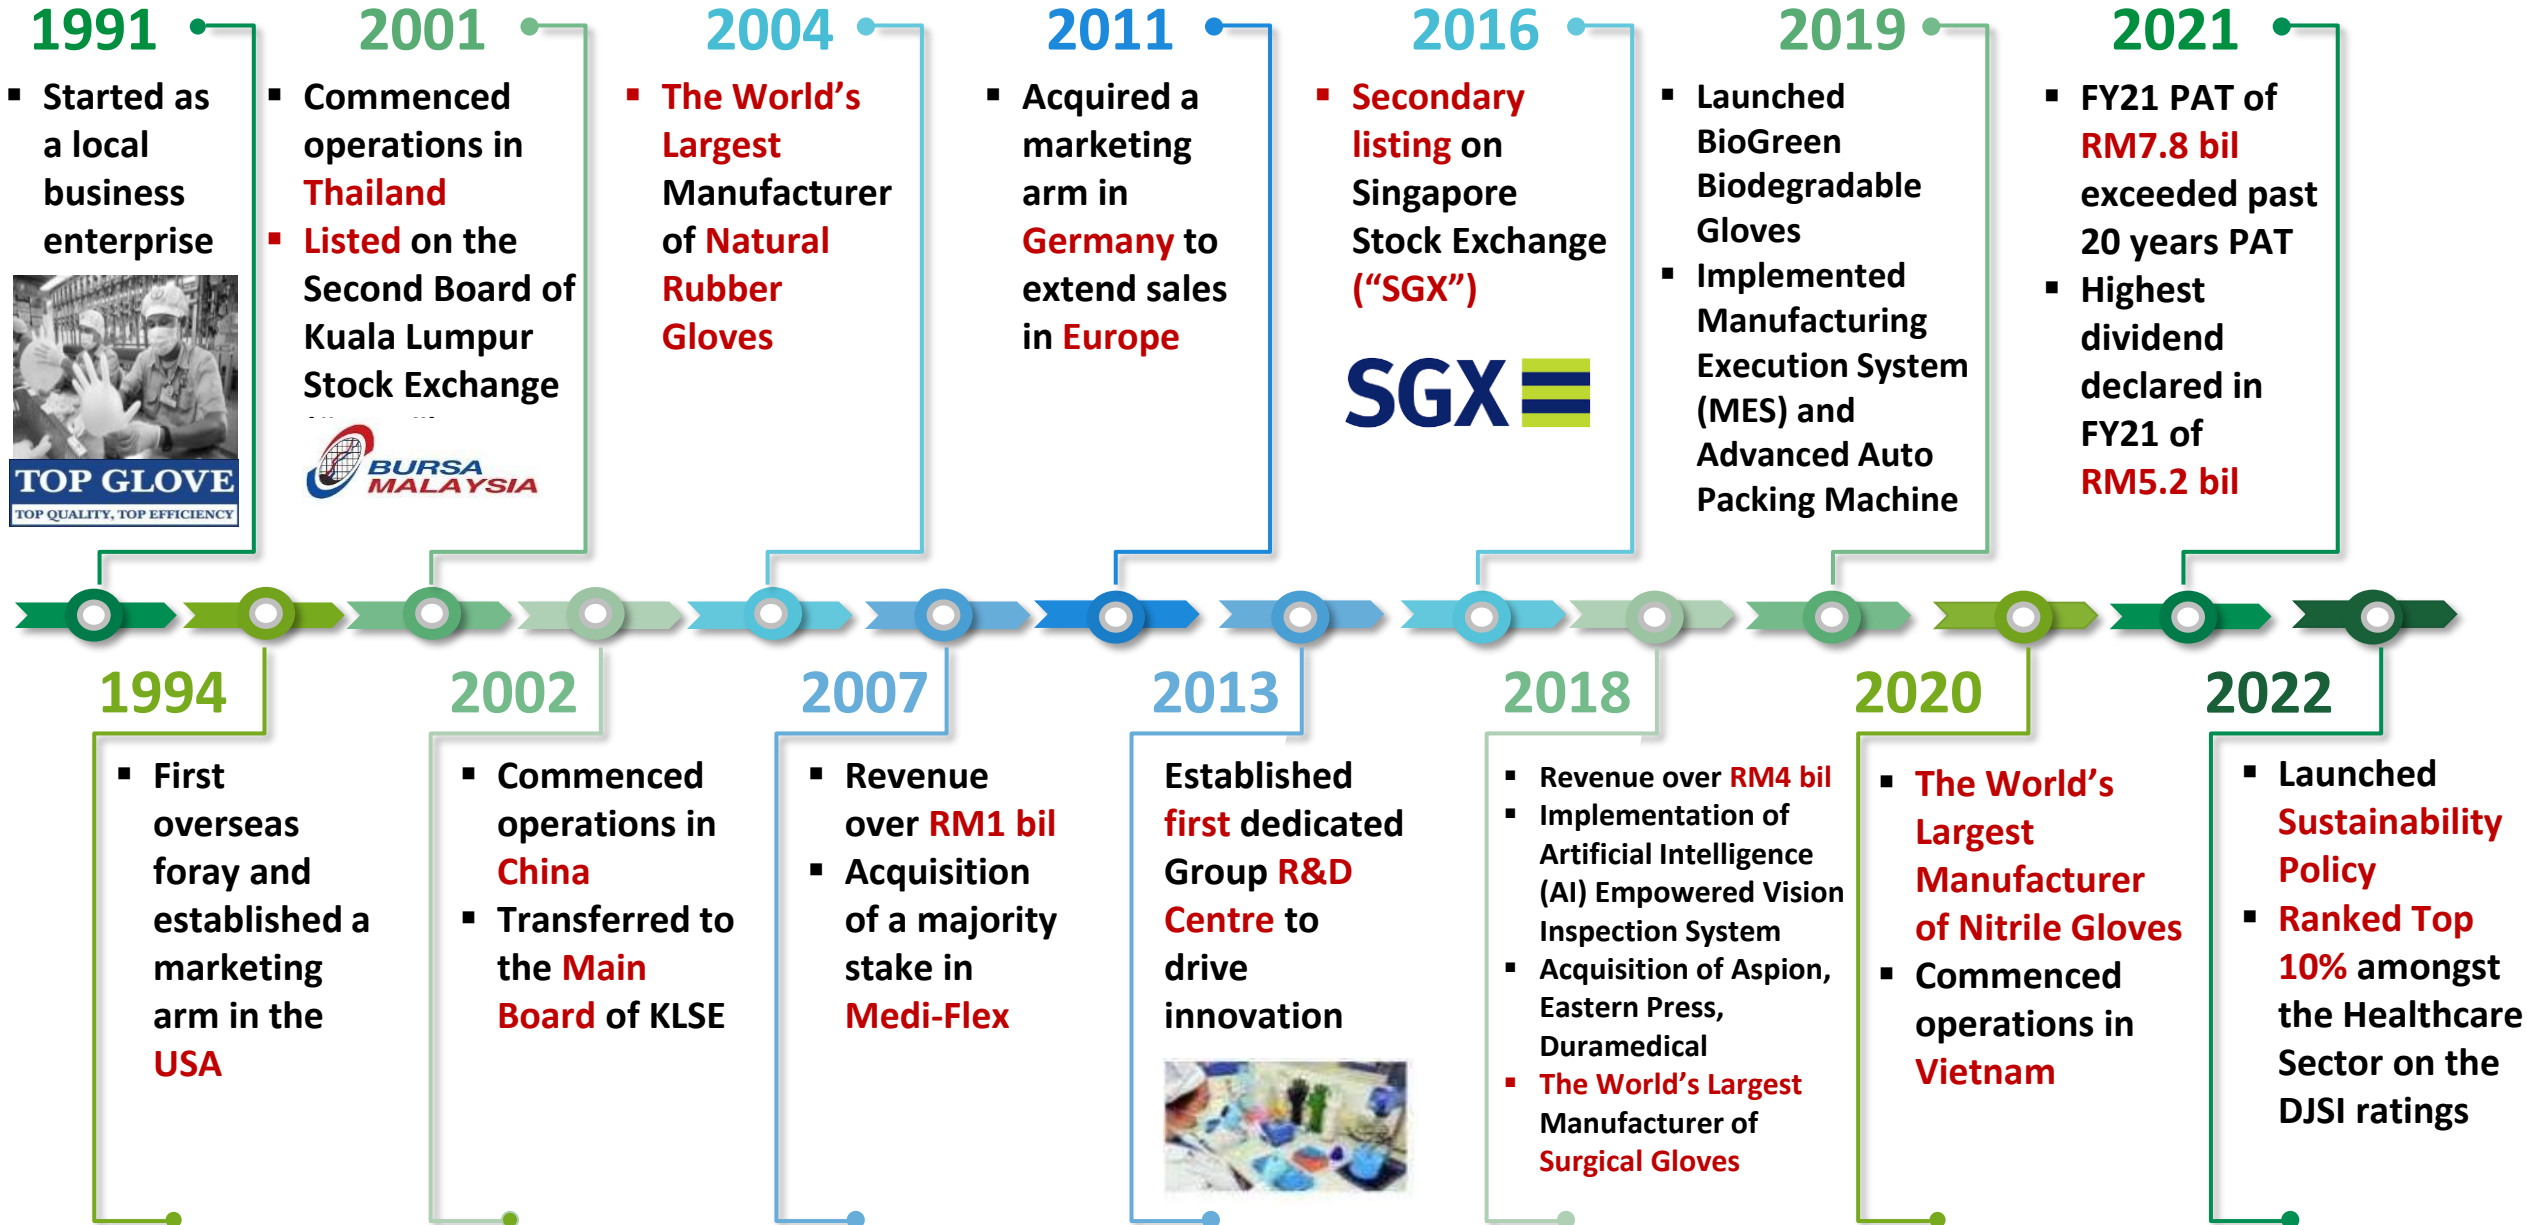 1991
▪ Started as
a local
business
enterprise
TOP GLOVE
TOP QUALITY, TOP EFFICIENCY
2001
▪ Commenced
operations in
Thailand
▪ Listed on the
Second Board of
Kuala Lumpur
Stock Exchange
BURSA
MALAYSIA
2004
▪ The World’s
Largest
Manufacturer
of Natural
Rubber
Gloves
2011
▪ Acquired a
marketing
arm in
Germany to
extend sales
in Europe
2016
▪ Secondary
listing on
Singapore
Stock Exchange
(“SGX”)
SGX
2019
▪ Launched
BioGreen
Biodegradable
Gloves
▪ Implemented
Manufacturing
Execution System
(MES) and
Advanced Auto
Packing Machine
2021
▪ FY21 PAT of
RM7.8 bil
exceeded past
20 years PAT
▪ Highest
dividend
declared in
FY21 of
RM5.2 bil
1994
▪ First
overseas
foray and
established a
marketing
arm in the
USA
2002
▪ Commenced
operations in
China
▪ Transferred to
the Main
Board of KLSE
2007
▪ Revenue
over RM1 bil
▪ Acquisition
of a majority
stake in
Medi-Flex
2013
Established
first dedicated
Group R&D
Centre to
drive
innovation
2018
▪ Revenue over RM4 bil
▪ Implementation of
Artificial Intelligence
(AI) Empowered Vision
Inspection System
▪ Acquisition of Aspion,
Eastern Press,
Duramedical
▪ The World’s Largest
Manufacturer of
Surgical Gloves
2020
▪ The World’s
Largest
Manufacturer
of Nitrile Gloves
▪ Commenced
operations in
Vietnam
2022
▪ Launched
Sustainability
Policy
▪ Ranked Top
10% amongst
the Healthcare
Sector on the
DJSI ratings